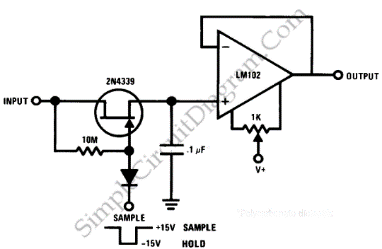 SimpleCircuitDiagram.Com
2N4339
LM102
INPUT
OUTPUT
10M
.1 μF
1K
V+
SAMPLE
+15V SAMPLE
-15V HOLD